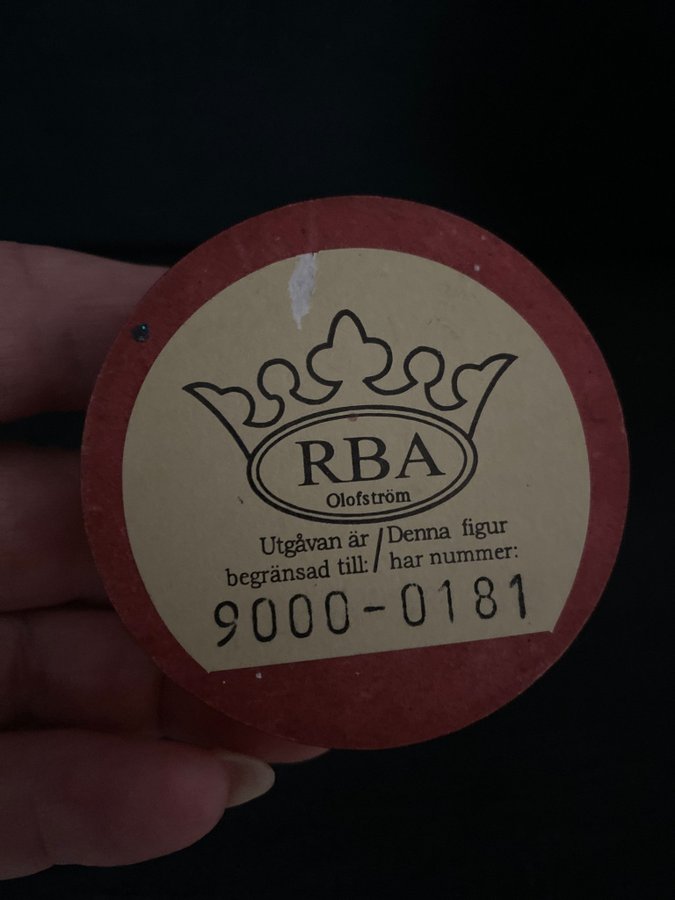 RBA
Olofström
Utgåvan är / Denna figur
begränsad till: / har nummer:
9000-0181